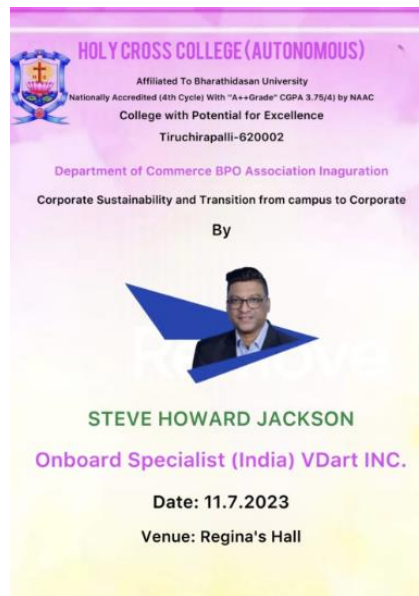 HOLY CROSS COLLEGE (AUTONOMOUS)
Affiliated To Bharathidasan University
Nationally Accredited (4th Cycle) With "A++Grade" CGPA 3.75/4) by NAAC
College with Potential for Excellence
Tiruchirapalli-620002
Department of Commerce BPO Association Inaguration
Corporate Sustainability and Transition from campus to Corporate
By
STEVE HOWARD JACKSON
Onboard Specialist (India) VDart INC.
Date: 11.7.2023
Venue: Regina's Hall